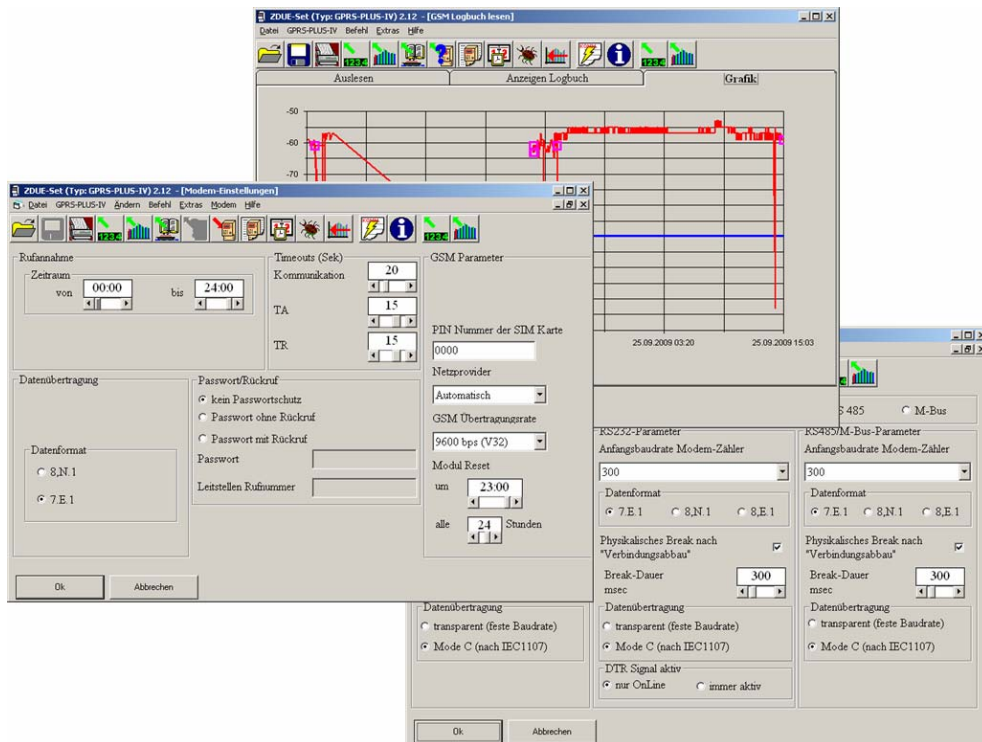 ZDUE-Set (Typ: GPRS-PLUS-IV) 2.12 - [GSM Logbuch lesen]
Datei GPRS-PLUS-IV Befehl Extras Hilfe
Auslesen Anzeigen Logbuch Grafik
-50
-60
-70
25.09.2009 03:20 25.09.2009 15:03
ZDUE-Set (Typ: GPRS-PLUS-IV) 2.12 - [Modem-Einstellungen]
Datei GPRS-PLUS-IV Ändern Befehl Extras Modem Hilfe
Rufannahme
Zeitraum
von 00:00 bis 24:00
Timeouts (Sek)
Kommunikation 20
TA 15
TR 15
GSM Parameter
PIN Nummer der SIM Karte
0000
Netzprovider
Automatisch
GSM Übertragungsrate
9600 bps (V32)
Modul Reset
um 23:00
alle 24 Stunden
Datenübertragung
Datenformat
8,N.1
7.E.1
Passwort/Rückruf
kein Passwortschutz
Passwort ohne Rückruf
Passwort mit Rückruf
Passwort
Leitstellen Rufnummer
Ok Abbrechen
485 M-Bus
RS232-Parameter
Anfangsbaudrate Modem-Zähler
300
Datenformat
7.E.1 8,N.1 8,E.1
Physikalisches Break nach
"Verbindungsabbau"
Break-Dauer 300
msec
Datenübertragung
transparent (feste Baudrate)
Mode C (nach IEC1107)
DTR Signal aktiv
nur OnLine immer aktiv
RS485/M-Bus-Parameter
Anfangsbaudrate Modem-Zähler
300
Datenformat
7.E.1 8,N.1 8,E.1
Physikalisches Break nach
"Verbindungsabbau"
Break-Dauer 300
msec
Datenübertragung
transparent (feste Baudrate)
Mode C (nach IEC1107)
Datenübertragung
transparent (feste Baudrate)
Mode C (nach IEC1107)
Ok Abbrechen